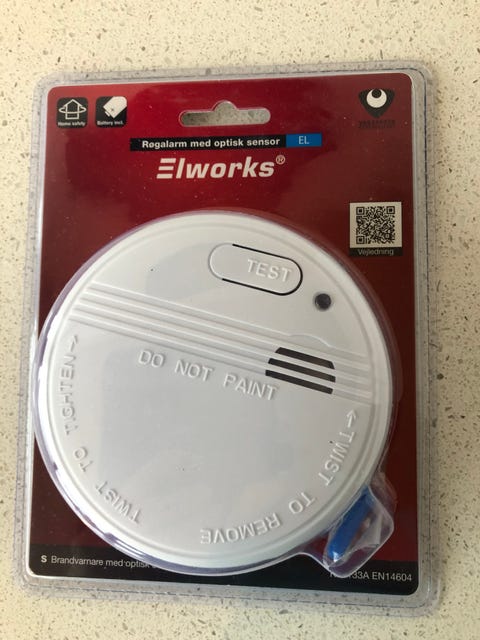 Home safety
Battery incl.
Røgalarm med optisk sensor EL
Elworks®
Vejledning
TEST
DO NOT PAINT
TWIST TO TIGHTEN
TWIST TO REMOVE
S Brandvarnare med optisk
133A EN14604